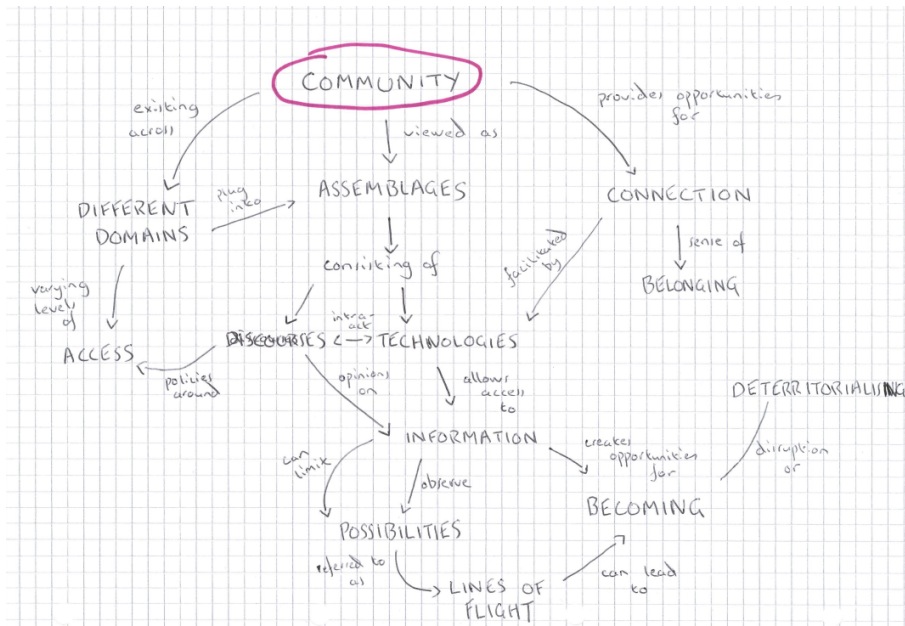 COMMUNITY
existing
across
viewed as
provides opportunities
for
DIFFERENT
DOMAINS
plug
into
ASSEMBLAGES
CONNECTION
facilitated
by
sense of
BELONGING
consisting of
varying
levels
of
ACCESS
DISCOURSES
intra-
act
TECHNOLOGIES
policies
around
opinions
on
allows
access
to
DETERRITORIALISING
INFORMATION
can
limit
observe
creates
opportunities
for
disruption
or
BECOMING
POSSIBILITIES
referred to
as
LINES OF
FLIGHT
can lead
to